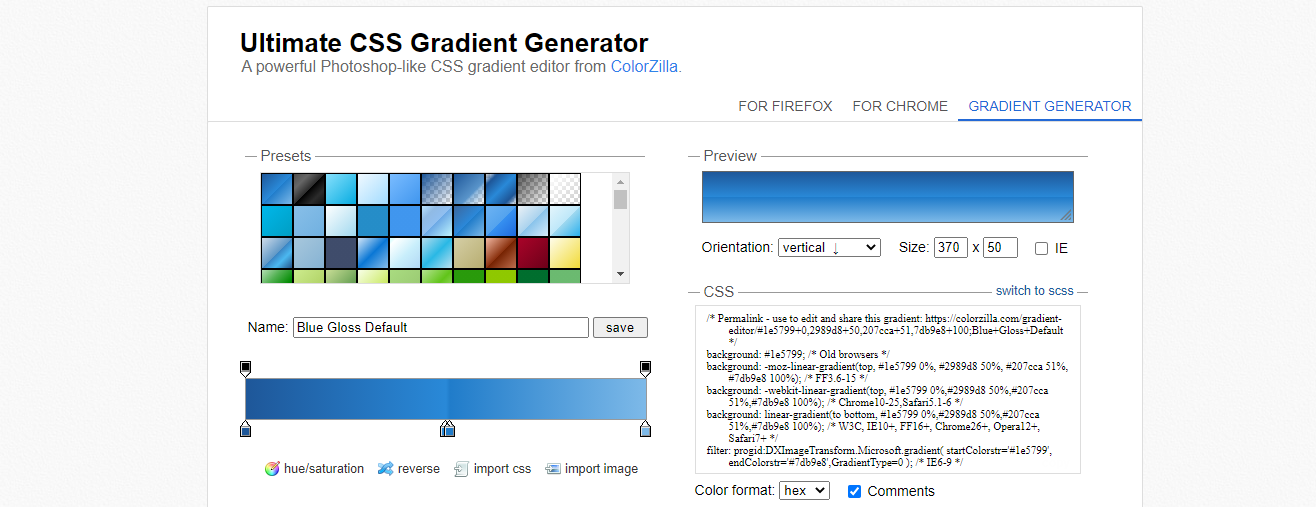 Ultimate CSS Gradient Generator
A powerful Photoshop-like CSS gradient editor from ColorZilla.
FOR FIREFOX FOR CHROME GRADIENT GENERATOR
Presets
Name: Blue Gloss Default save
hue/saturation reverse import css import image
Preview
Orientation: vertical ↓ Size: 370 x 50 IE
CSS switch to scss
/* Permalink - use to edit and share this gradient: https://colorzilla.com/gradient-
editor/#1e5799+0,2989d8+50,207cca+51,7db9e8+100;Blue+Gloss+Default
*/
background: #1e5799; /* Old browsers */
background: -moz-linear-gradient(top, #1e5799 0%, #2989d8 50%, #207cca 51%,
#7db9e8 100%); /* FF3.6-15 */
background: -webkit-linear-gradient(top, #1e5799 0%,#2989d8 50%,#207cca
51%,#7db9e8 100%); /* Chrome10-25,Safari5.1-6 */
background: linear-gradient(to bottom, #1e5799 0%,#2989d8 50%,#207cca
51%,#7db9e8 100%); /* W3C, IE10+, FF16+, Chrome26+, Opera12+,
Safari7+ */
filter: progid:DXImageTransform.Microsoft.gradient( startColorstr='#1e5799',
endColorstr='#7db9e8',GradientType=0 ); /* IE6-9 */
Color format: hex Comments